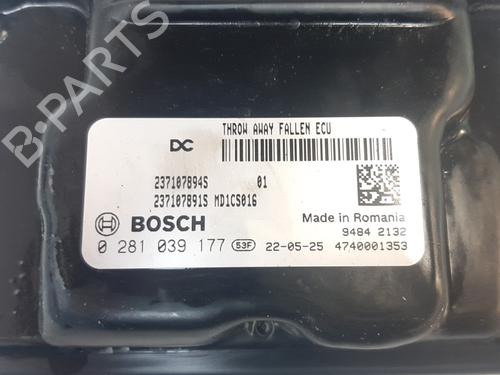 THROW AWAY FALLEN ECU
DC
237107894S 01
237107891S MD1CS016
BOSCH
Made in Romania
9484 2132
0 281 039 177 53F 22-05-25 4740001353
B-PARTS